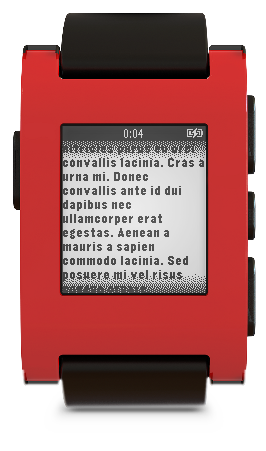 0:04
convallis lacinia. Cras a
urna mi. Donec
convallis ante id dui
dapibus nec
ullamcorper erat
egestas. Aenean a
mauris a sapien
commodo lacinia. Sed
posuere mi vel risus